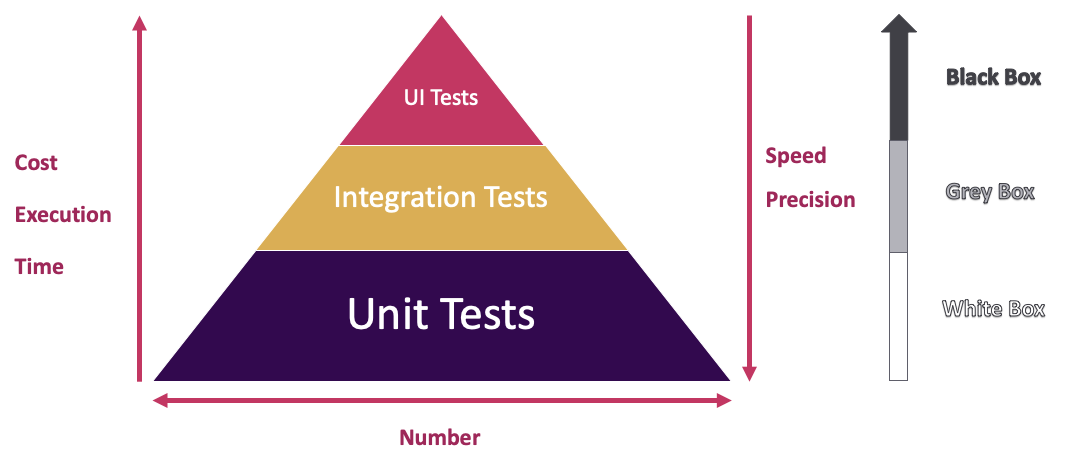 Cost
Execution
Time
UI Tests
Integration Tests
Unit Tests
Number
Speed
Precision
Black Box
Grey Box
White Box